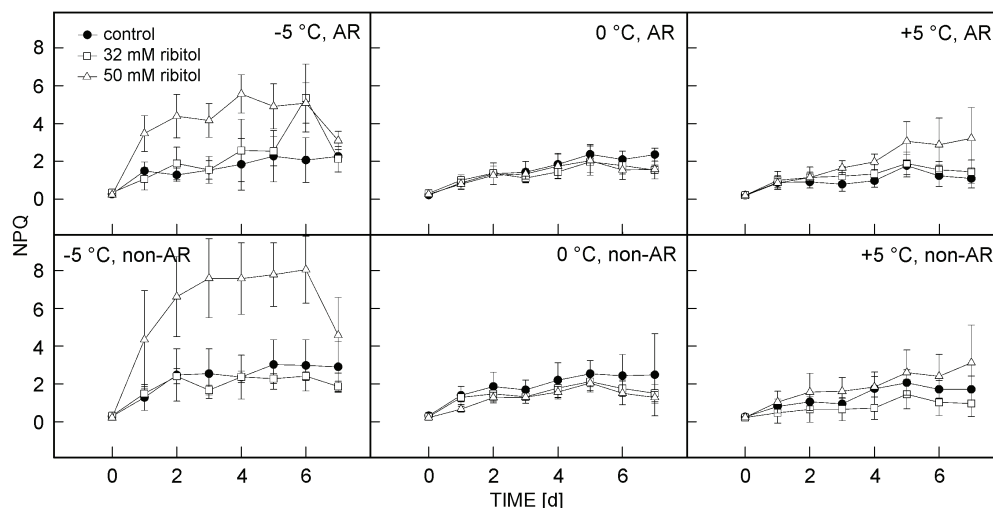 control
32 mM ribitol
50 mM ribitol
-5 °C, AR
0 °C, AR
+5 °C, AR
8
6
4
2
0
NPQ
-5 °C, non-AR
0 °C, non-AR
+5 °C, non-AR
8
6
4
2
0
0 2 4 6 0 2 4 6 0 2 4 6
TIME [d]